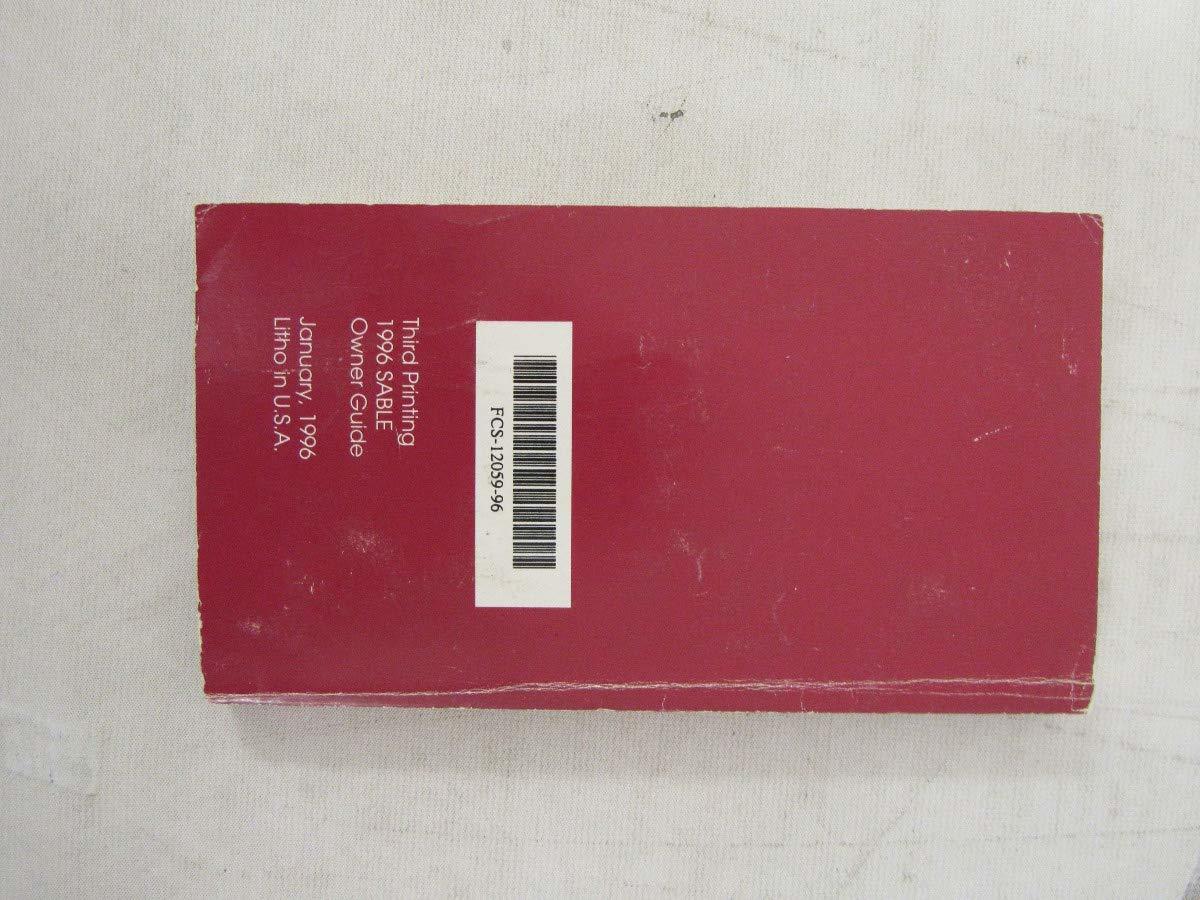 FCS-12059-96
Third Printing
1996 SABLE
Owner Guide
January, 1996
Litho in U.S.A.